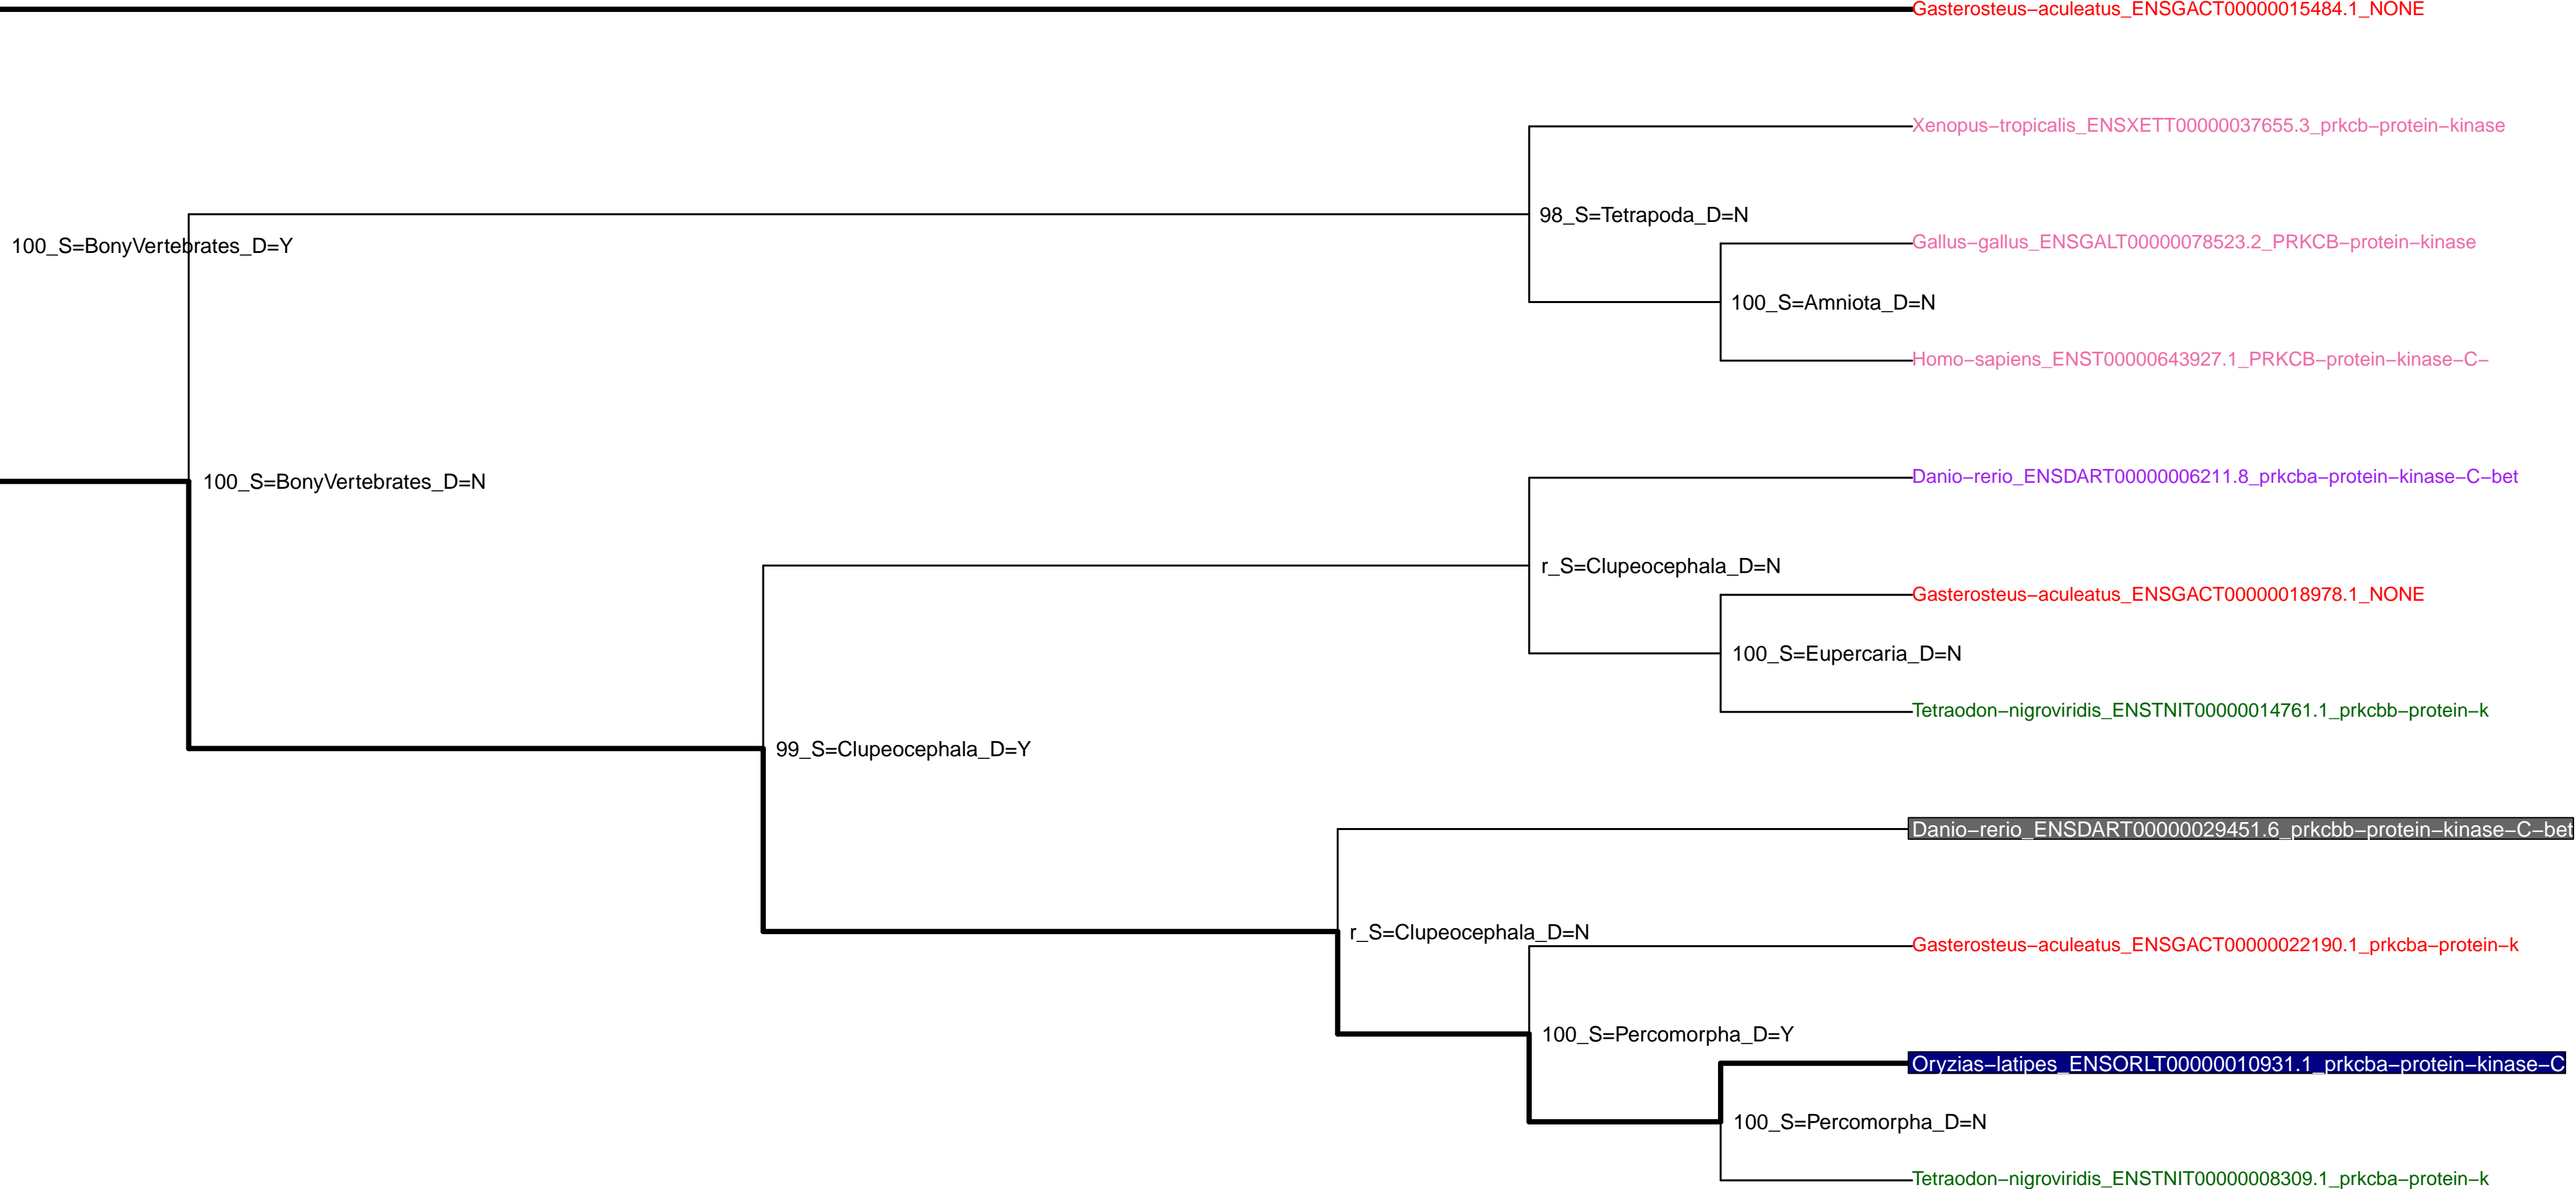 Gasterosteus−aculeatus_ENSGACT00000015484.1_NONE
Xenopus−tropicalis_ENSXETT00000037655.3_prkcb−protein−kinase
98_S=Tetrapoda_D=N
100_S=BonyVertebrates_D=Y
Gallus−gallus_ENSGALT00000078523.2_PRKCB−protein−kinase
100_S=Amniota_D=N
Homo−sapiens_ENST00000643927.1_PRKCB−protein−kinase−C−
Danio−rerio_ENSDART00000006211.8_prkcba−protein−kinase−C−bet
100_S=BonyVertebrates_D=N
r_S=Clupeocephala_D=N
Gasterosteus−aculeatus_ENSGACT00000018978.1_NONE
100_S=Eupercaria_D=N
Tetraodon−nigroviridis_ENSTNIT00000014761.1_prkcbb−protein−k
99_S=Clupeocephala_D=Y
Danio−rerio_ENSDART00000029451.6_prkcbb−protein−kinase−C−bet
r_S=Clupeocephala_D=N
Gasterosteus−aculeatus_ENSGACT00000022190.1_prkcba−protein−k
100_S=Percomorpha_D=Y
Oryzias−latipes_ENSORLT00000010931.1_prkcba−protein−kinase−C
100_S=Percomorpha_D=N
Tetraodon−nigroviridis_ENSTNIT00000008309.1_prkcba−protein−k